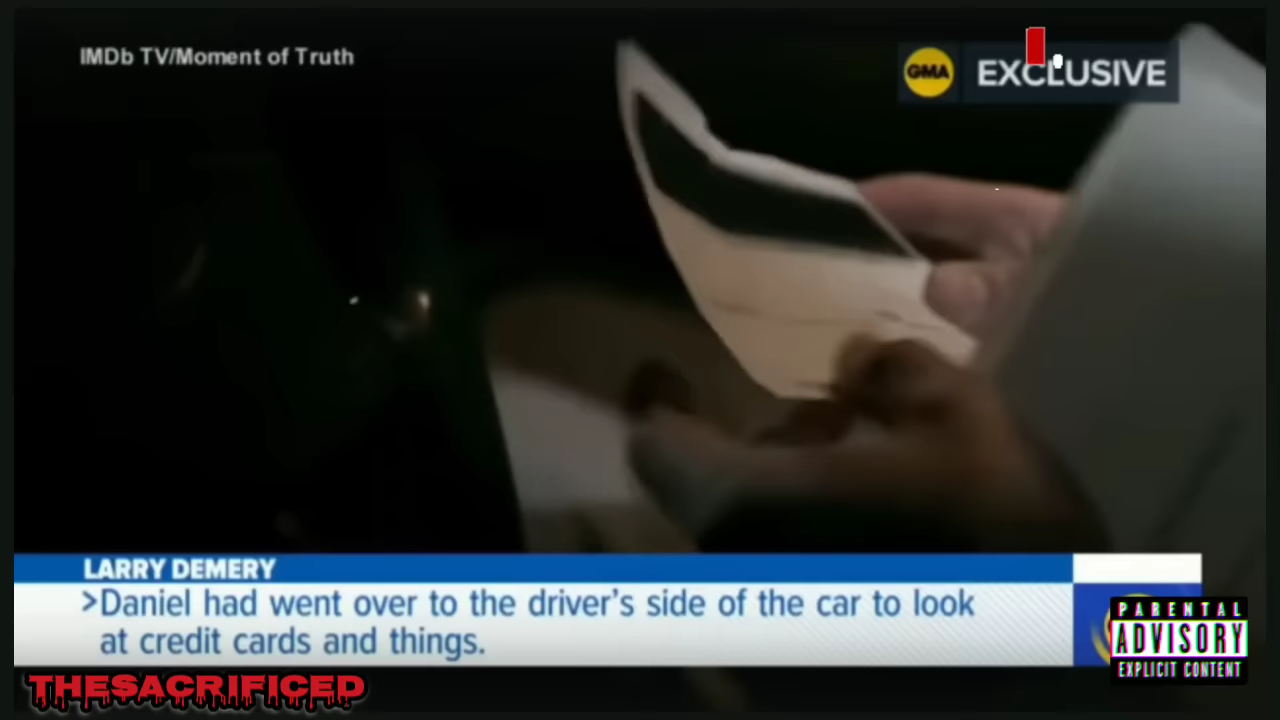 IMDb TV/Moment of Truth
GMA EXCLUSIVE
LARRY DEMERY
>Daniel had went over to the driver's side of the car to look
at credit cards and things.
PARENTAL
ADVISORY
EXPLICIT CONTENT
THESACRIFICED